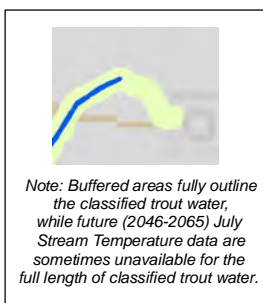 Note: Buffered areas fully outline
the classified trout water,
while future (2046-2065) July
Stream Temperature data are
sometimes unavailable for the
full length of classified trout water.